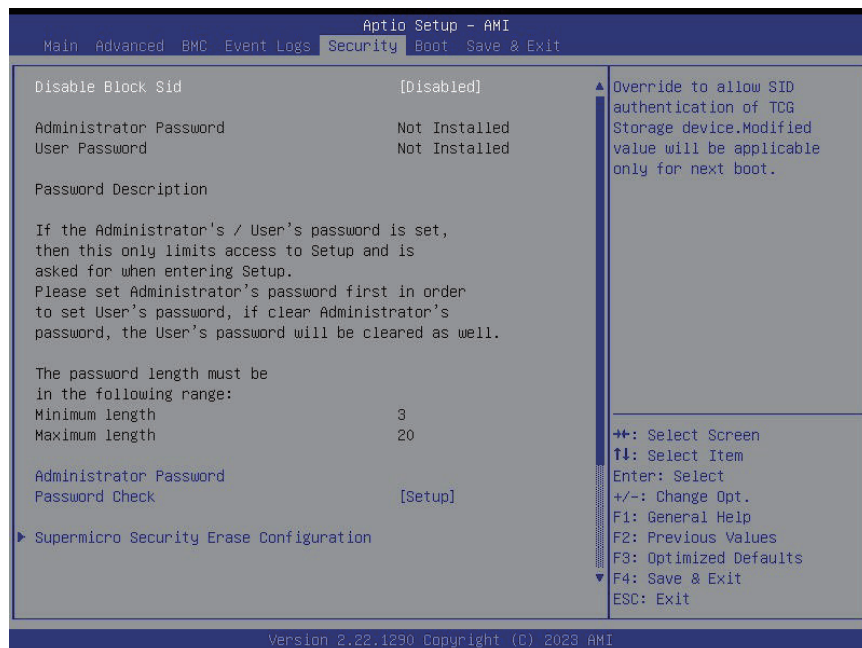 Aptio Setup - AMI
Main Advanced BMC Event Logs Security Boot Save & Exit
Disable Block Sid [Disabled]
Administrator Password Not Installed
User Password Not Installed
Password Description
If the Administrator's / User's password is set,
then this only limits access to Setup and is
asked for when entering Setup.
Please set Administrator's password first in order
to set User's password, if clear Administrator's
password, the User's password will be cleared as well.
The password length must be
in the following range:
Minimum length 3
Maximum length 20
Administrator Password
Password Check [Setup]
Supermicro Security Erase Configuration
Override to allow SID
authentication of TCG
Storage device.Modified
value will be applicable
only for next boot.
→←: Select Screen
↑↓: Select Item
Enter: Select
+/-: Change Opt.
F1: General Help
F2: Previous Values
F3: Optimized Defaults
F4: Save & Exit
ESC: Exit
Version 2.22.1290 Copyright (C) 2023 AMI